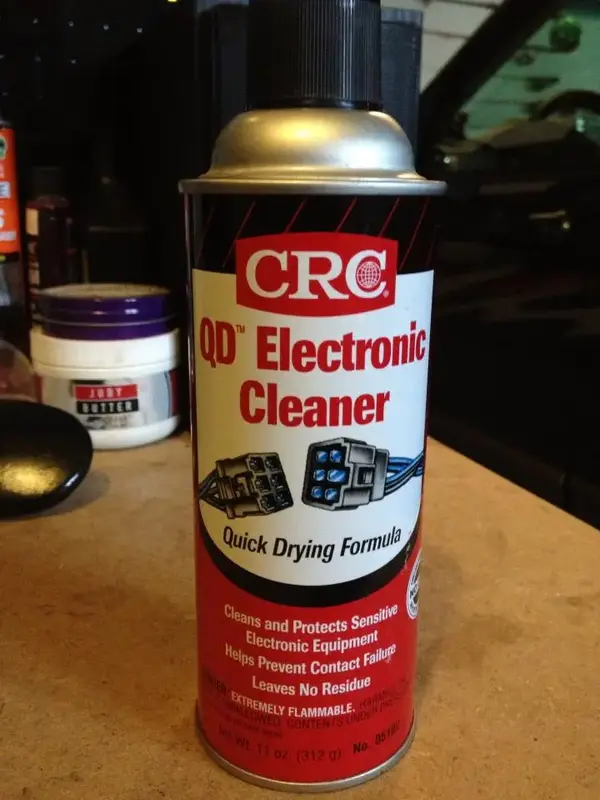 CRC
QD™ Electronic
Cleaner
Quick Drying Formula
Cleans and Protects Sensitive
Electronic Equipment
Helps Prevent Contact Failure
Leaves No Residue
EXTREMELY FLAMMABLE.
CONTENTS UNDER
Net Wt. 11 oz. (312 g) No.
BUTTER